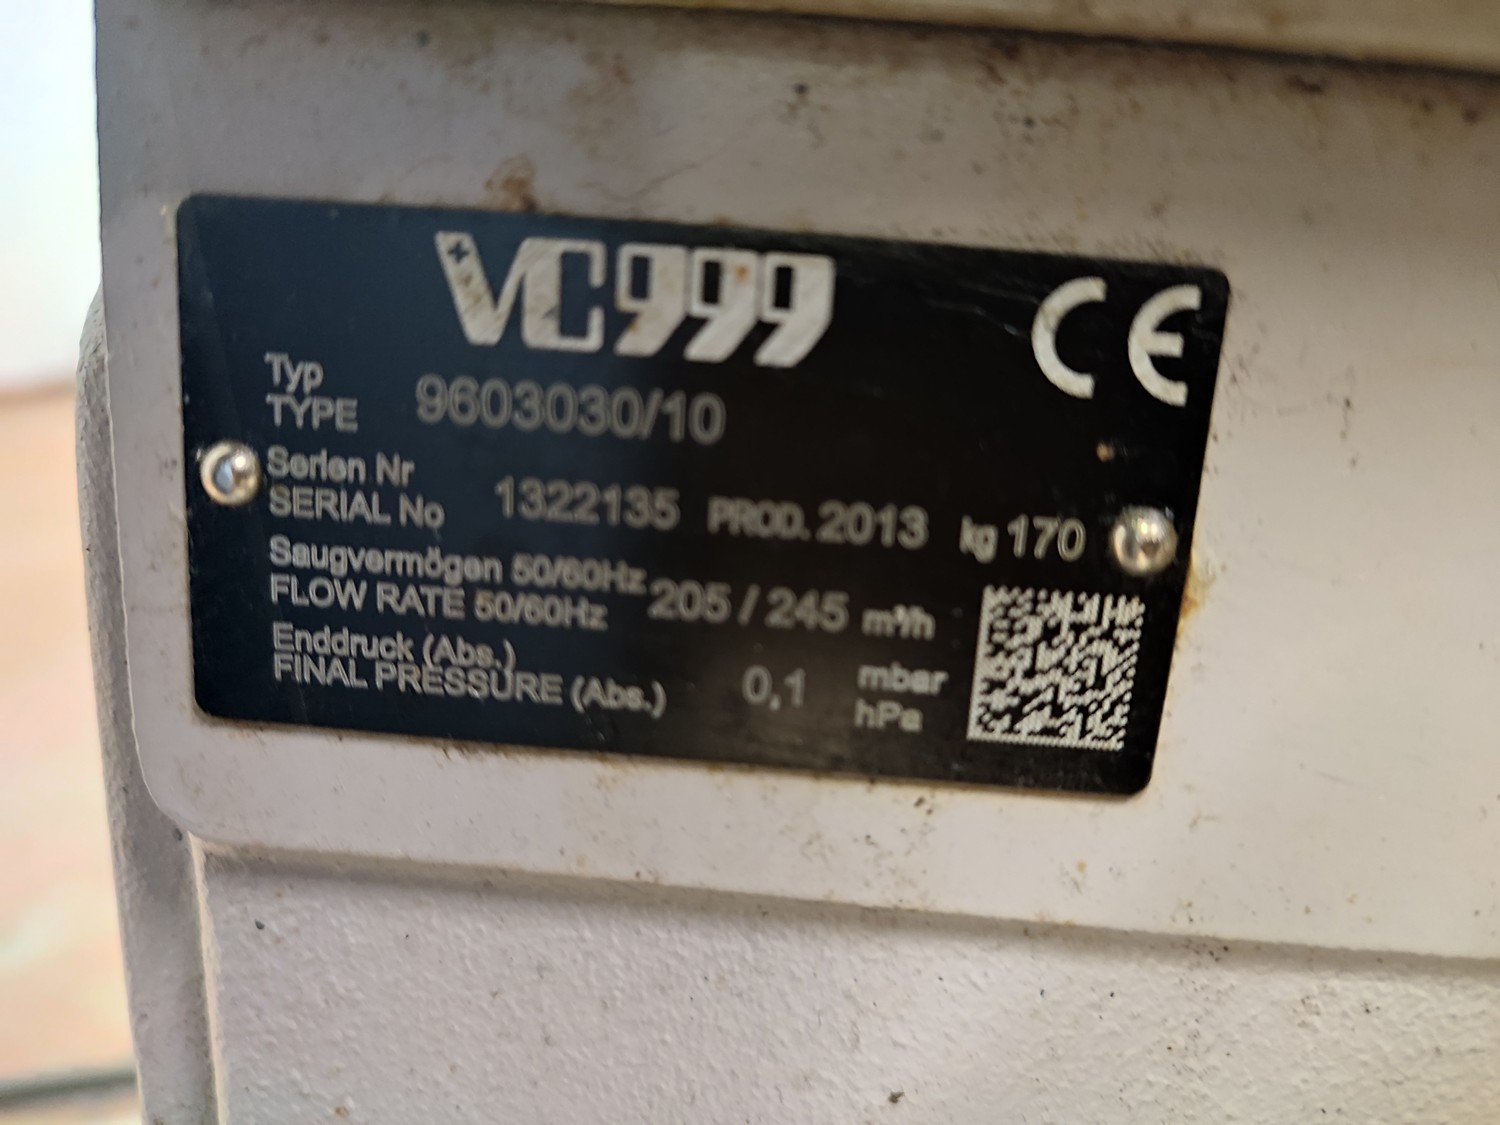 VC999
CE
Typ
TYPE 9603030/10
Serien Nr
SERIAL No 1322135 PROD. 2013 kg 170
Saugvermögen 50/60Hz
FLOW RATE 50/60Hz 205 / 245 m³/h
Enddruck (Abs.)
FINAL PRESSURE (Abs.) 0,1 mbar
hPa